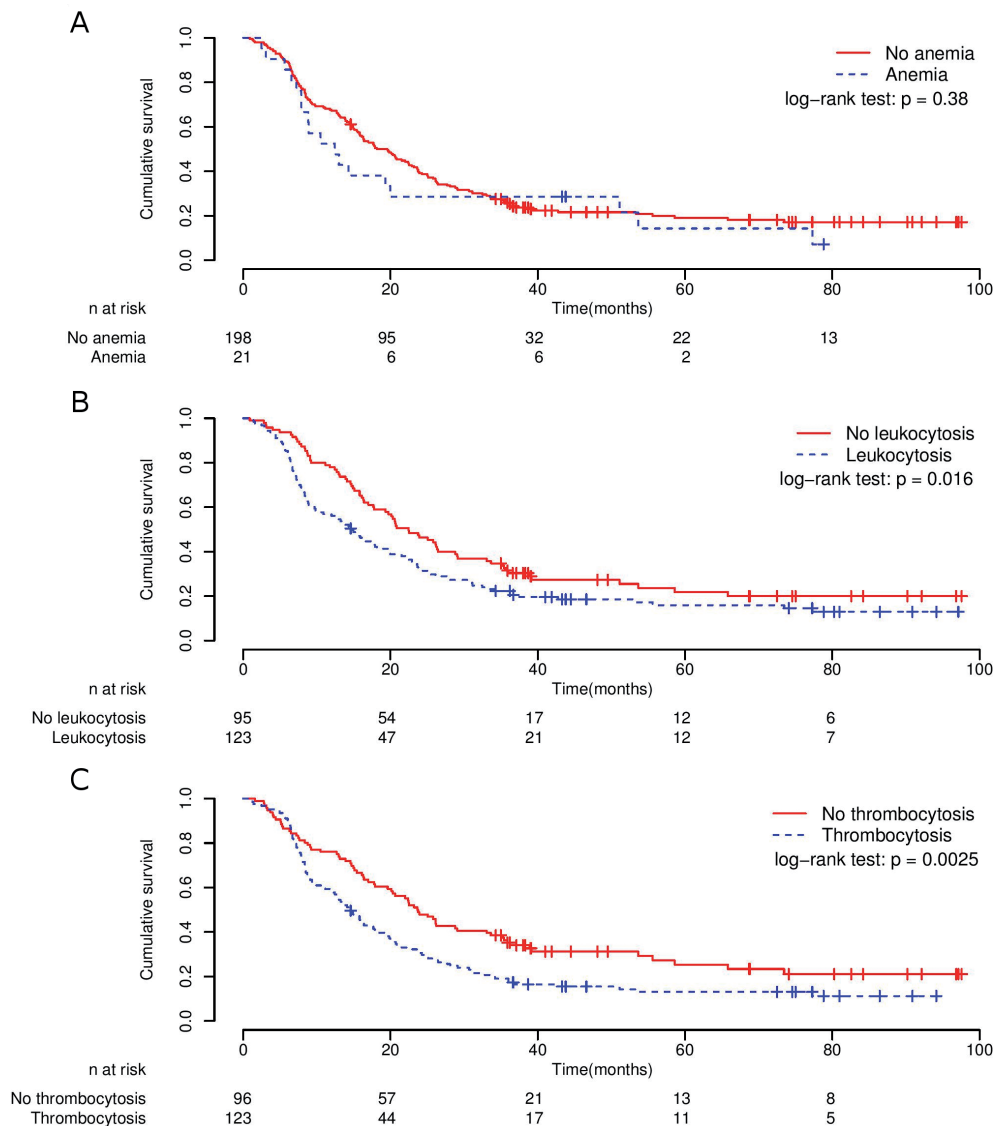 A
Cumulative survival
0.0 0.2 0.4 0.6 0.8 1.0
No anemia
Anemia
log-rank test: p = 0.38
0 20 40 60 80 100
n at risk Time(months)
No anemia 198 95 32 22 13
Anemia 21 6 6 2
B
Cumulative survival
0.0 0.2 0.4 0.6 0.8 1.0
No leukocytosis
Leukocytosis
log-rank test: p = 0.016
0 20 40 60 80 100
n at risk Time(months)
No leukocytosis 95 54 17 12 6
Leukocytosis 123 47 21 12 7
C
Cumulative survival
0.0 0.2 0.4 0.6 0.8 1.0
No thrombocytosis
Thrombocytosis
log-rank test: p = 0.0025
0 20 40 60 80 100
n at risk Time(months)
No thrombocytosis 96 57 21 13 8
Thrombocytosis 123 44 17 11 5